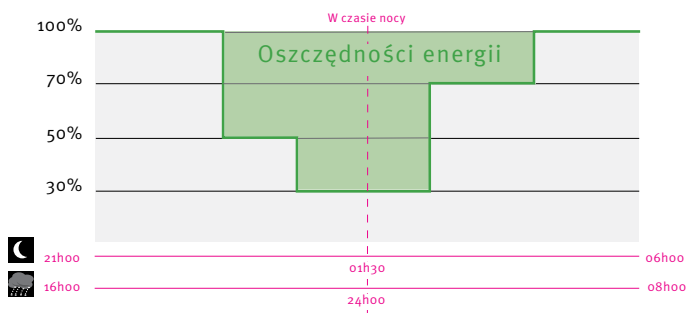 W czasie nocy
100%
Oszczędności energii
70%
50%
30%
21h00
06h00
01h30
16h00
08h00
24h00